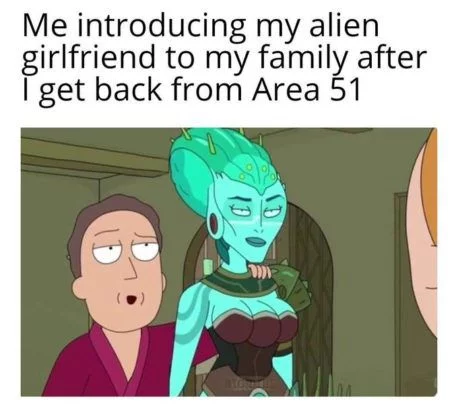 Me introducing my alien
girlfriend to my family after
I get back from Area 51